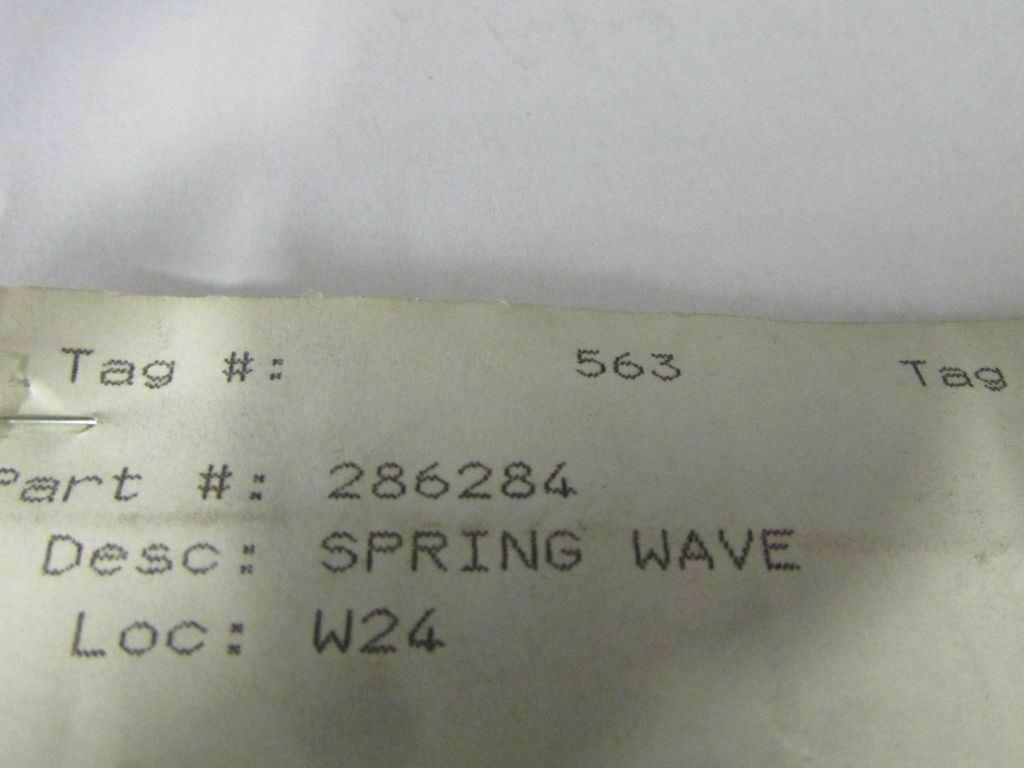 Tag #: 563 Tag
Part #: 286284
Desc: SPRING WAVE
Loc: W24